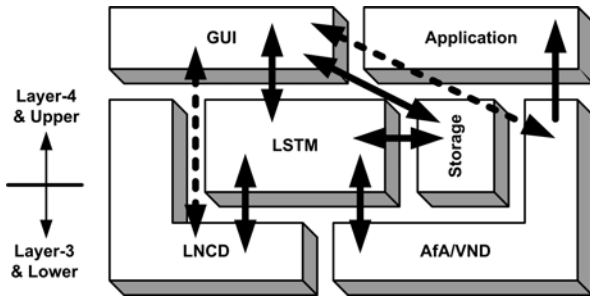 GUI
Application
Layer-4
& Upper
LSTM
Storage
Layer-3
& Lower
LNCD
AfA/VND